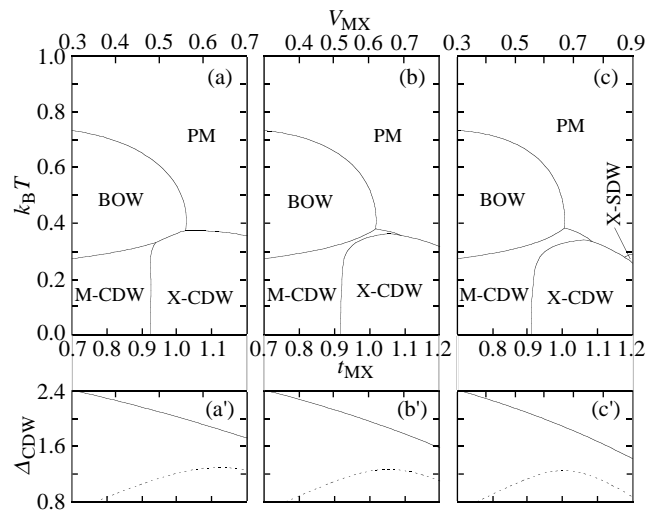 V_MX
0.3 0.4 0.5 0.6 0.7 0.4 0.5 0.6 0.7 0.3 0.5 0.7 0.9
1.0
0.8
0.6
0.4
0.2
0.0
k_B T
(a)
PM
BOW
M-CDW
X-CDW
(b)
PM
BOW
M-CDW
X-CDW
(c)
PM
BOW
X-SDW
M-CDW
X-CDW
0.7 0.8 0.9 1.0 1.1 0.7 0.8 0.9 1.0 1.1 1.2 0.8 0.9 1.0 1.1 1.2
t_MX
2.4
1.6
0.8
Δ_CDW
(a')
(b')
(c')